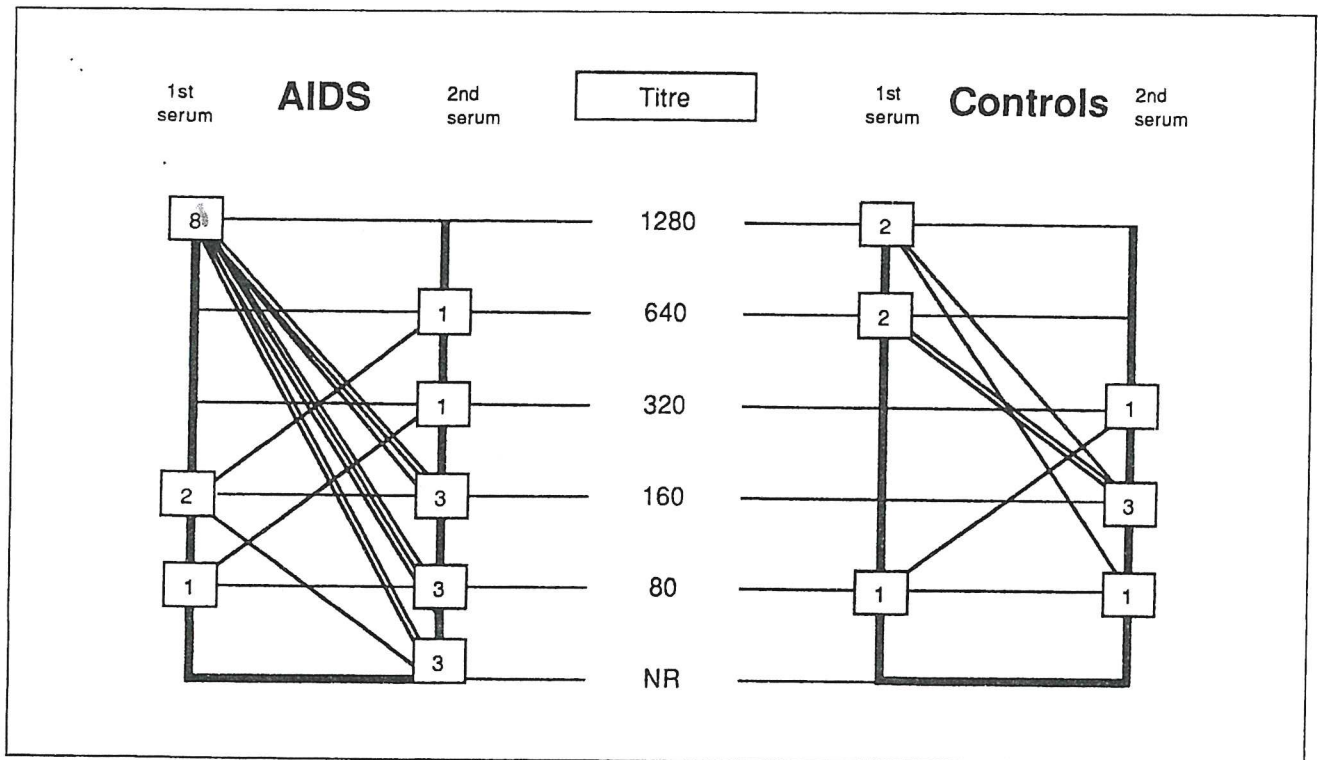 1st serum AIDS 2nd serum Titre 1st serum Controls 2nd serum
8 1280 2
1 640 2
1 320 1
2 3 160 3
1 3 80 1 1
3 NR